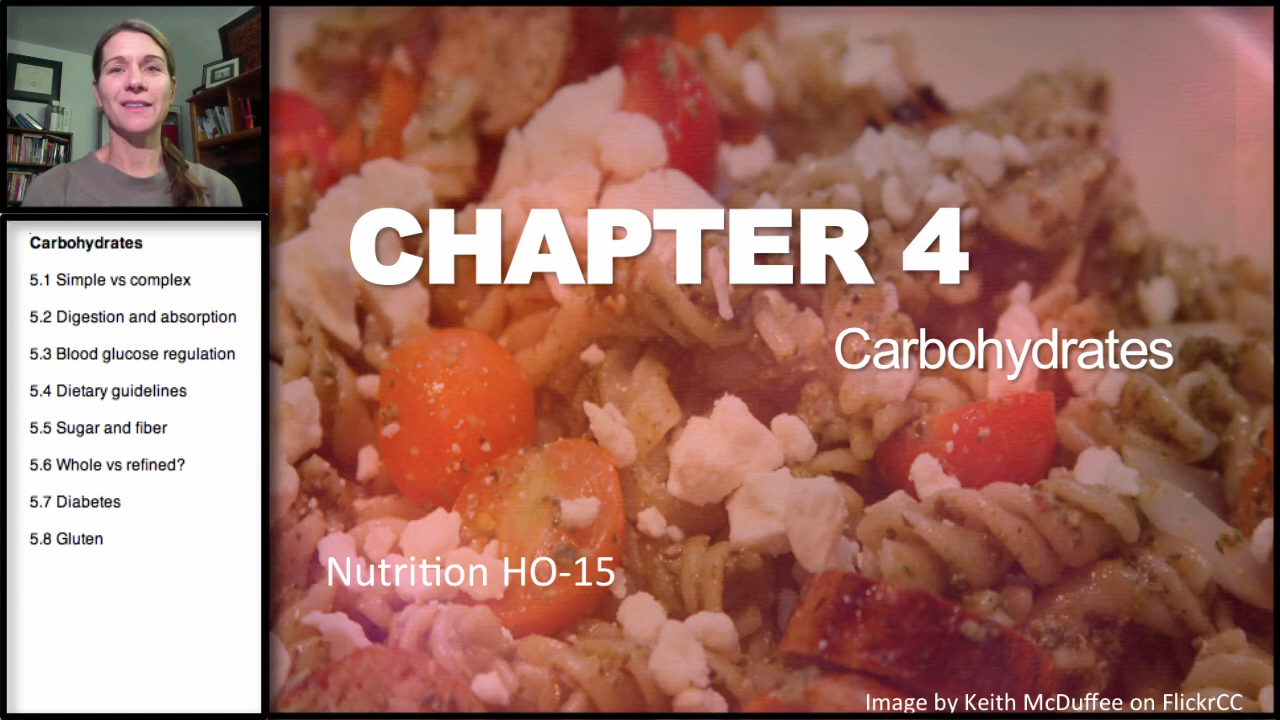 Carbohydrates
5.1 Simple vs complex
5.2 Digestion and absorption
5.3 Blood glucose regulation
5.4 Dietary guidelines
5.5 Sugar and fiber
5.6 Whole vs refined?
5.7 Diabetes
5.8 Gluten
CHAPTER 4
Carbohydrates
Nutrition HO-15
Image by Keith McDuffee on FlickrCC